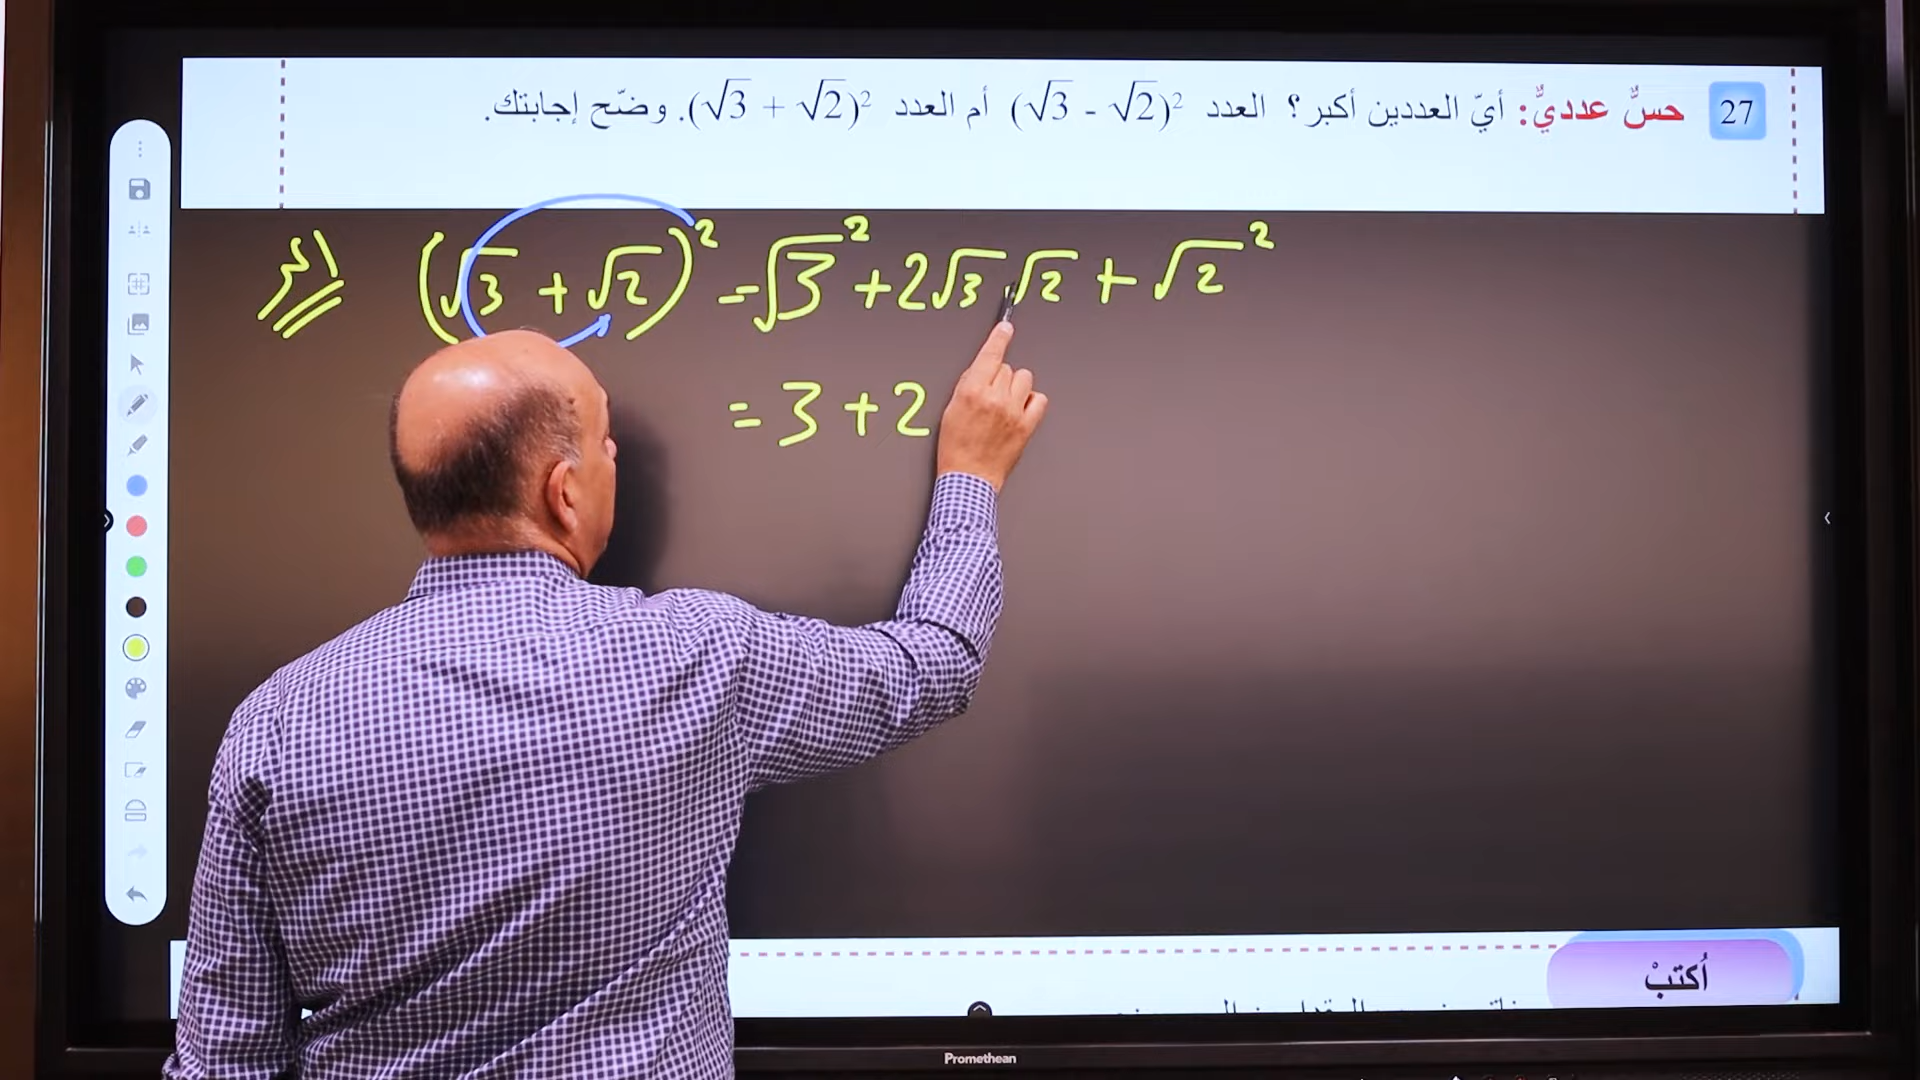 27 حسٌّ عدديٌّ: أيّ العددين أكبر؟ العدد (√3 - √2)² أم العدد (√3 + √2)². وضّح إجابتك.
(√3 + √2)² = √3² + 2√3√2 + √2²
= 3 + 2
أُكتبْ
Promethean